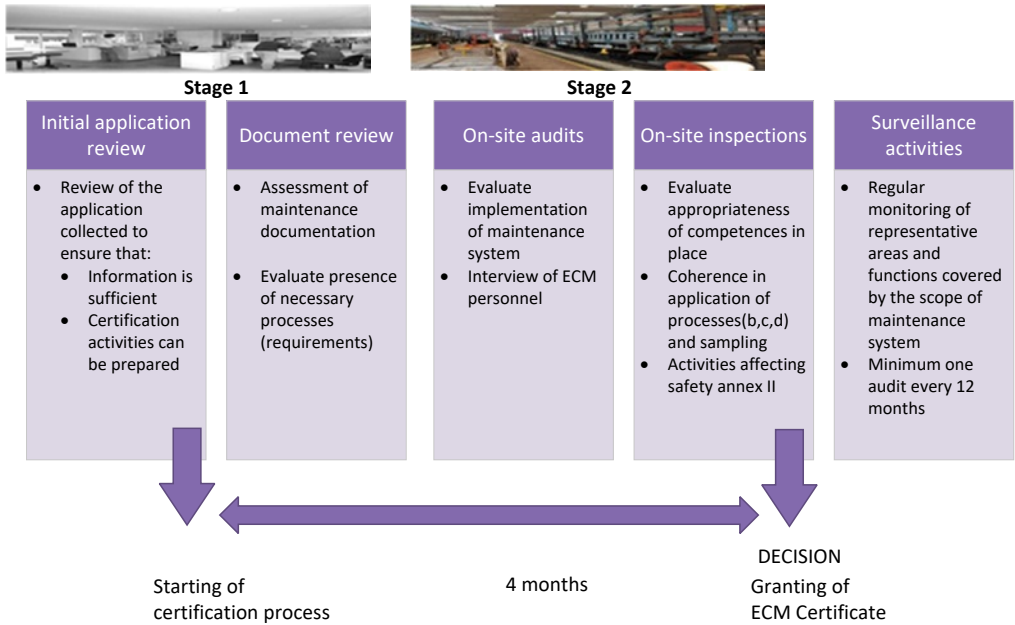 Stage 1
Stage 2
Initial application
review
• Review of the
application
collected to
ensure that:
• Information is
sufficient
• Certification
activities can
be prepared
Document review
• Assessment of
maintenance
documentation
• Evaluate presence
of necessary
processes
(requirements)
On-site audits
• Evaluate
implementation
of maintenance
system
• Interview of ECM
personnel
On-site inspections
• Evaluate
appropriateness
of competences in
place
• Coherence in
application of
processes(b,c,d)
and sampling
• Activities affecting
safety annex II
Surveillance
activities
• Regular
monitoring of
representative
areas and
functions covered
by the scope of
maintenance
system
• Minimum one
audit every 12
months
Starting of
certification process
4 months
DECISION
Granting of
ECM Certificate